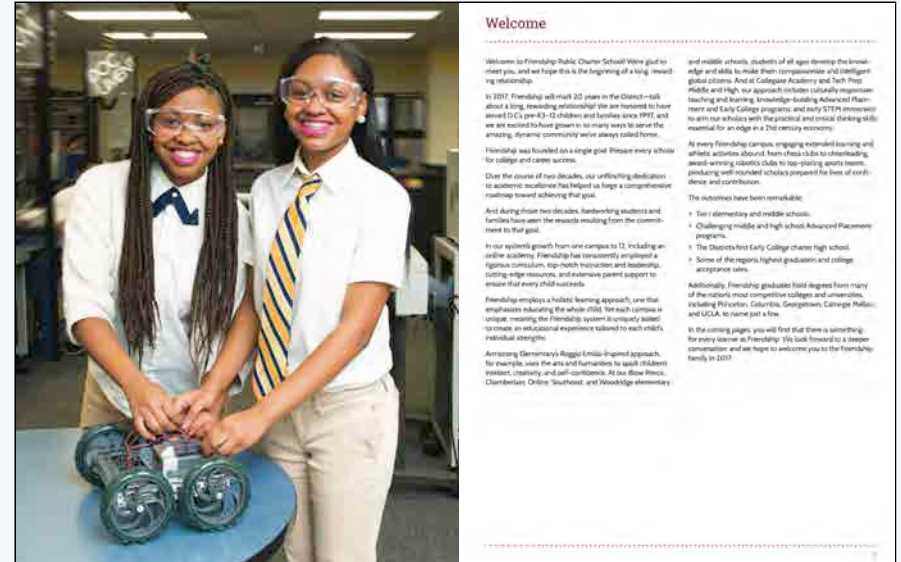 Welcome
Welcome to Friendship Public Charter School! We're glad to
meet you, and we hope this is the beginning of a long, reward-
ing relationship.
In 2017, Friendship will mark 20 years in the District—talk
about a long, rewarding relationship! We are honored to have
served D.C.'s pre-K3–12 children and families since 1997, and
we are excited to have grown in so many ways to serve the
amazing, dynamic community we've always called home.
Friendship was founded on a single goal: Prepare every scholar
for college and career success.
Over the course of two decades, our unflinching dedication
to academic excellence has helped us forge a comprehensive
roadmap toward achieving that goal.
And during those two decades, hardworking students and
families have seen the rewards resulting from the commit-
ment to that goal.
In our system's growth from one campus to 12, including an
online academy, Friendship has consistently employed a
rigorous curriculum, top-notch instruction and leadership,
cutting-edge resources, and extensive parent support to
ensure that every child succeeds.
Friendship employs a holistic learning approach, one that
emphasizes educating the whole child. Yet each campus is
unique, meaning the Friendship system is uniquely suited
to create an educational experience tailored to each child's
individual strengths.
Armstrong Elementary's Reggio Emilia-inspired approach,
for example, uses the arts and humanities to spark children's
interest, creativity, and self-confidence. At our Blow Pierce,
Chamberlain, Online, Southeast, and Woodridge elementary
and middle schools, students of all ages develop the knowl-
edge and skills to make them compassionate and intelligent
global citizens. And at Collegiate Academy and Tech Prep
Middle and High, our approach includes culturally responsive
teaching and learning, knowledge-building Advanced Place-
ment and Early College programs, and early STEM immersion
to arm our scholars with the practical and critical thinking skills
essential for an edge in a 21st century economy.
At every Friendship campus, engaging extended learning and
athletic activities abound, from chess clubs to cheerleading,
award-winning robotics clubs to top-placing sports teams,
producing well-rounded scholars prepared for lives of confi-
dence and contribution.
The outcomes have been remarkable:
Tier I elementary and middle schools.
Challenging middle and high school Advanced Placement
programs.
The District's first Early College charter high school.
Some of the region's highest graduation and college
acceptance rates.
Additionally, Friendship graduates hold degrees from many
of the nation's most competitive colleges and universities,
including Princeton, Columbia, Georgetown, Carnegie Mellon,
and UCLA, to name just a few.
In the coming pages, you will find that there is something
for every learner at Friendship. We look forward to a deeper
conversation and we hope to welcome you to the Friendship
family in 2017.